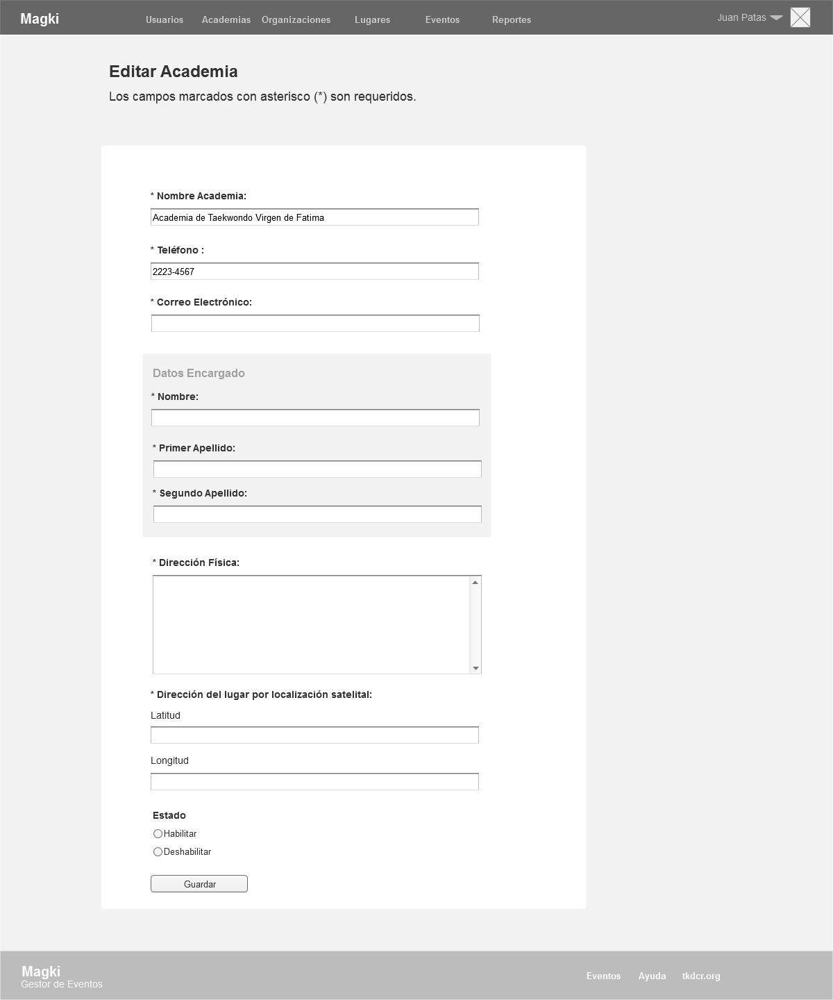 Magki
Usuarios Academias Organizaciones Lugares Eventos Reportes
Juan Patas
Editar Academia
Los campos marcados con asterisco (*) son requeridos.
* Nombre Academia:
Academia de Taekwondo Virgen de Fatima
* Teléfono :
2223-4567
* Correo Electrónico:
Datos Encargado
* Nombre:
* Primer Apellido:
* Segundo Apellido:
* Dirección Física:
* Dirección del lugar por localización satelital:
Latitud
Longitud
Estado
Habilitar
Deshabilitar
Guardar
Magki
Gestor de Eventos
Eventos Ayuda tkdcr.org